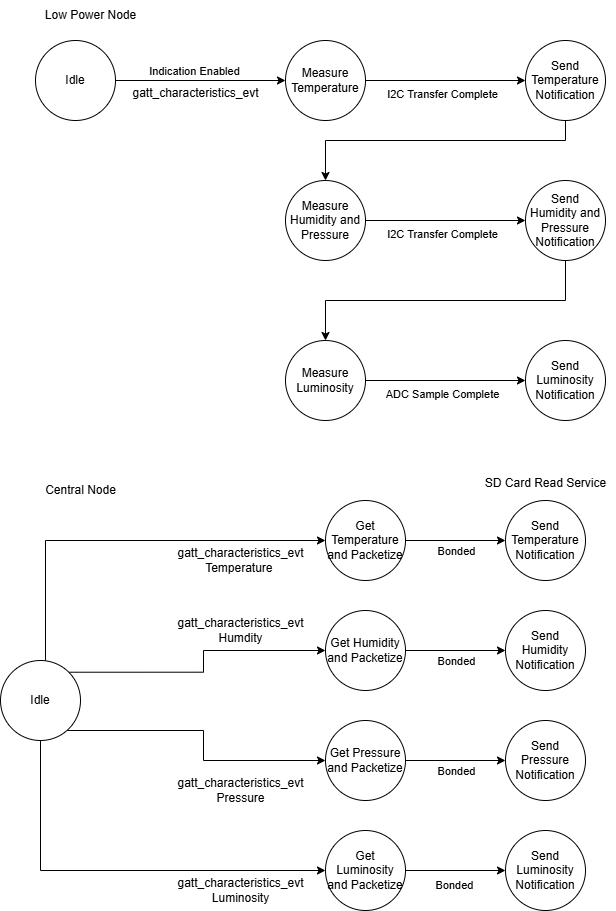 Low Power Node
Idle
Indication Enabled
gatt_characteristics_evt
Measure
Temperature
I2C Transfer Complete
Send
Temperature
Notification
Measure
Humidity and
Pressure
I2C Transfer Complete
Send
Humidity and
Pressure
Notification
Measure
Luminosity
ADC Sample Complete
Send
Luminosity
Notification
Central Node
SD Card Read Service
Idle
gatt_characteristics_evt
Temperature
Get
Temperature
and Packetize
Bonded
Send
Temperature
Notification
gatt_characteristics_evt
Humdity
Get Humidity
and Packetize
Bonded
Send
Humidity
Notification
gatt_characteristics_evt
Pressure
Get Pressure
and Packetize
Bonded
Send
Pressure
Notification
gatt_characteristics_evt
Luminosity
Get
Luminosity
and Packetize
Bonded
Send
Luminosity
Notification